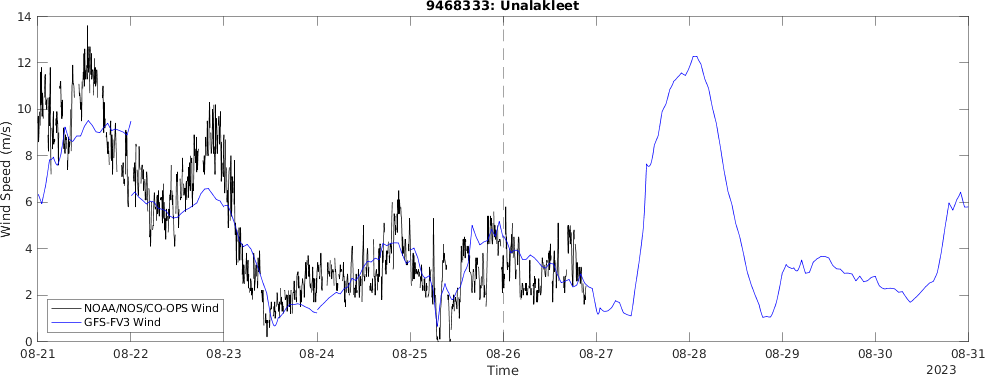 9468333: Unalakleet
14
12
10
8
6
4
2
0
Wind Speed (m/s)
NOAA/NOS/CO-OPS Wind
GFS-FV3 Wind
08-21 08-22 08-23 08-24 08-25 08-26 08-27 08-28 08-29 08-30 08-31
Time
2023